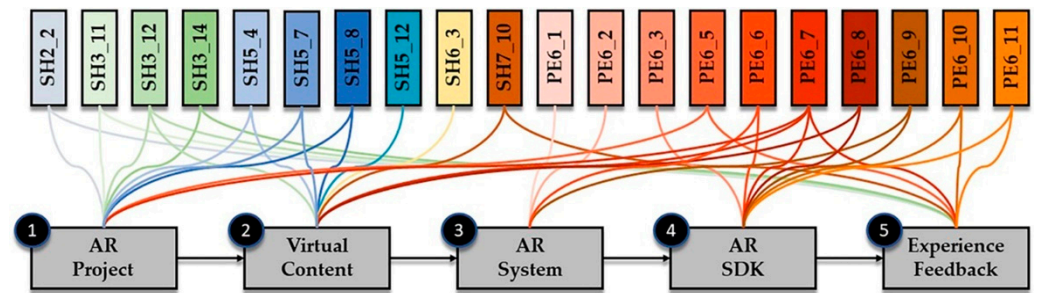 SH2_2
SH3_11
SH3_12
SH3_14
SH5_4
SH5_7
SH5_8
SH5_12
SH6_3
SH7_10
PE6_1
PE6_2
PE6_3
PE6_5
PE6_6
PE6_7
PE6_8
PE6_9
PE6_10
PE6_11
1
AR
Project
2
Virtual
Content
3
AR
System
4
AR
SDK
5
Experience
Feedback